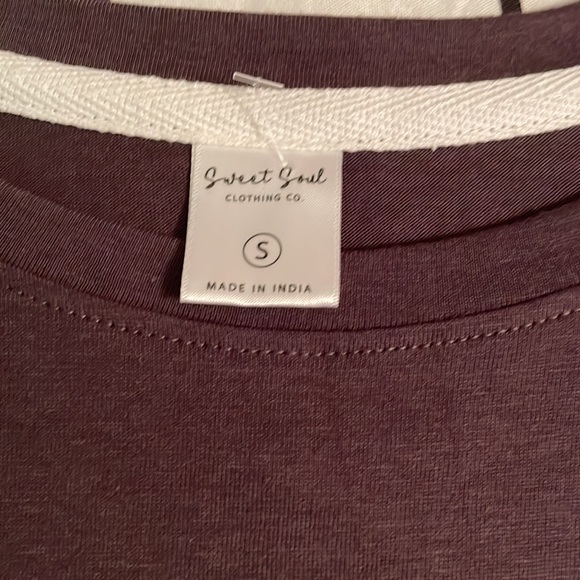 Sweet Soul
CLOTHING CO.
S
MADE IN INDIA